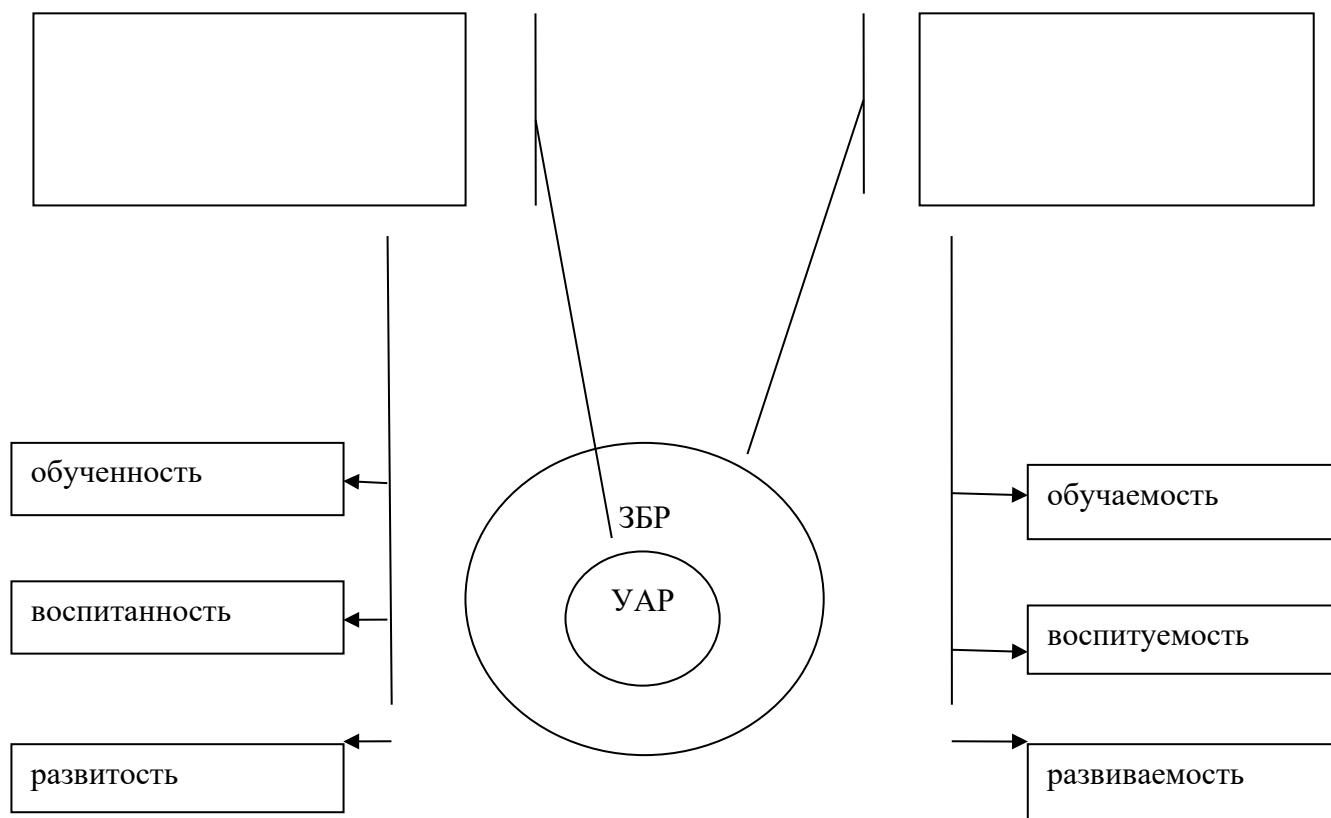 обученность
воспитанность
развитость
ЗБР
УАР
обучаемость
воспитуемость
развиваемость